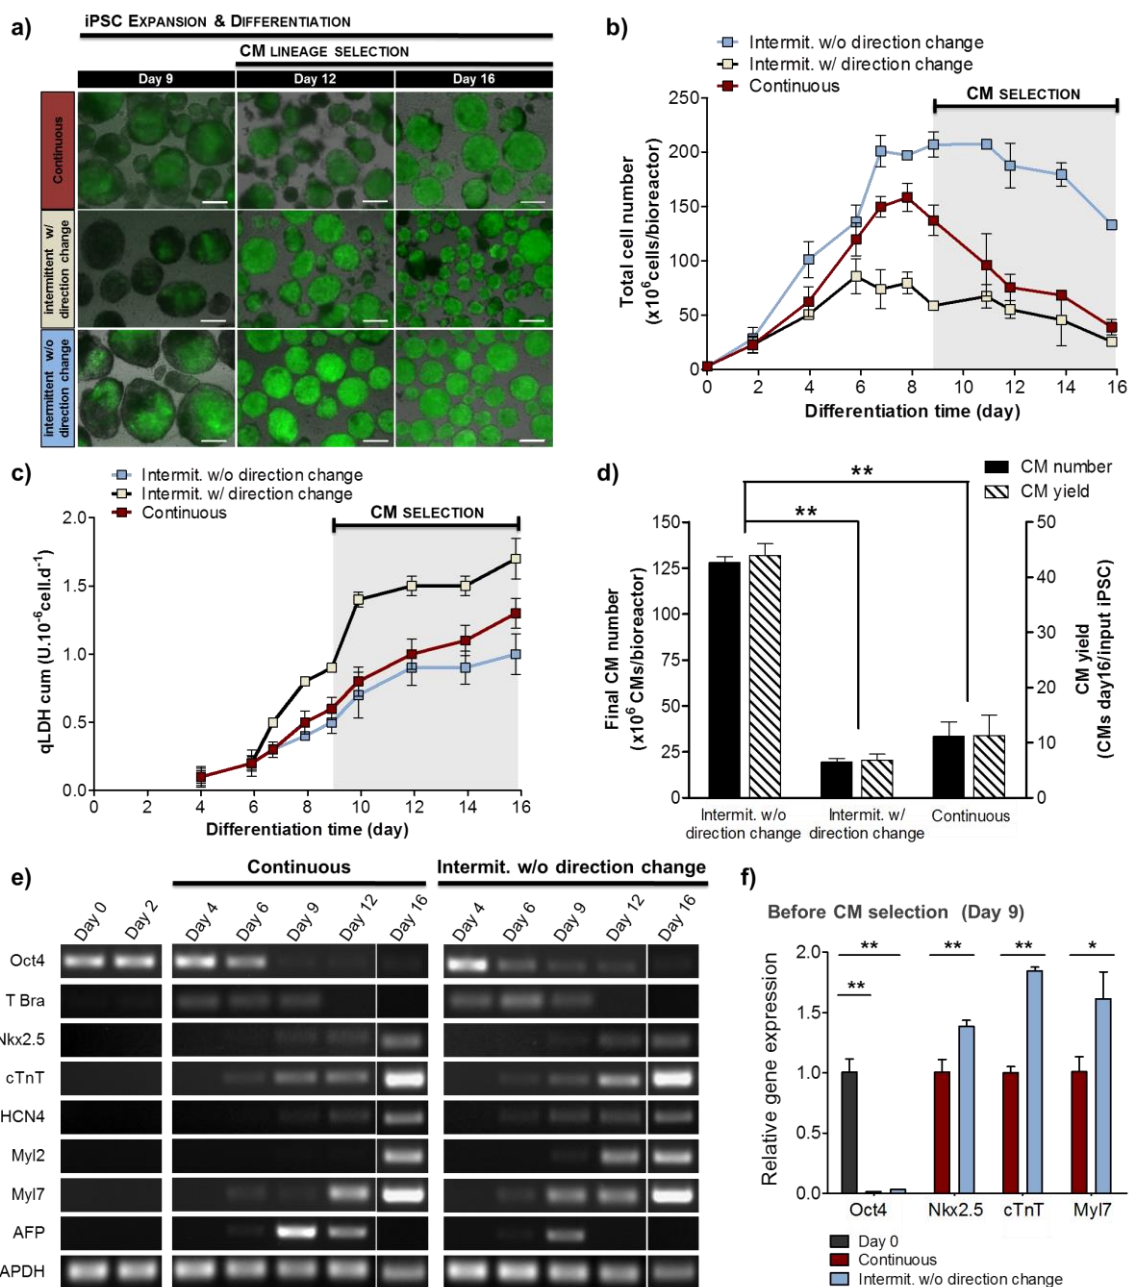 a)
iPSC EXPANSION & DIFFERENTIATION
CM LINEAGE SELECTION
Day 9
Day 12
Day 16
Continuous
intermittent w/
direction change
intermittent w/o
direction change
b)
Intermit. w/o direction change
Intermit. w/ direction change
Continuous
CM SELECTION
250
200
150
100
50
0
Total cell number
(x10⁶cells/bioreactor)
0 2 4 6 8 10 12 14 16
Differentiation time (day)
c)
Intermit. w/o direction change
Intermit. w/ direction change
Continuous
CM SELECTION
2.0
1.5
1.0
0.5
0.0
qLDH cum (U.10⁻⁶cell.d⁻¹)
0 2 4 6 8 10 12 14 16
Differentiation time (day)
d)
CM number
CM yield
**
**
150
125
100
75
50
25
0
Final CM number
(x10⁶ CMs/bioreactor)
50
40
30
20
10
0
CM yield
(CMs day16/input iPSC)
Intermit. w/o
direction change
Intermit. w/
direction change
Continuous
e)
Continuous
Intermit. w/o direction change
Day 0
Day 2
Day 4
Day 6
Day 9
Day 12
Day 16
Day 4
Day 6
Day 9
Day 12
Day 16
Oct4
T Bra
Nkx2.5
cTnT
HCN4
Myl2
Myl7
AFP
APDH
f)
Before CM selection (Day 9)
** ** ** *
**
2.0
1.5
1.0
0.5
0.0
Relative gene expression
Oct4 Nkx2.5 cTnT Myl7
Day 0
Continuous
Intermit. w/o direction change